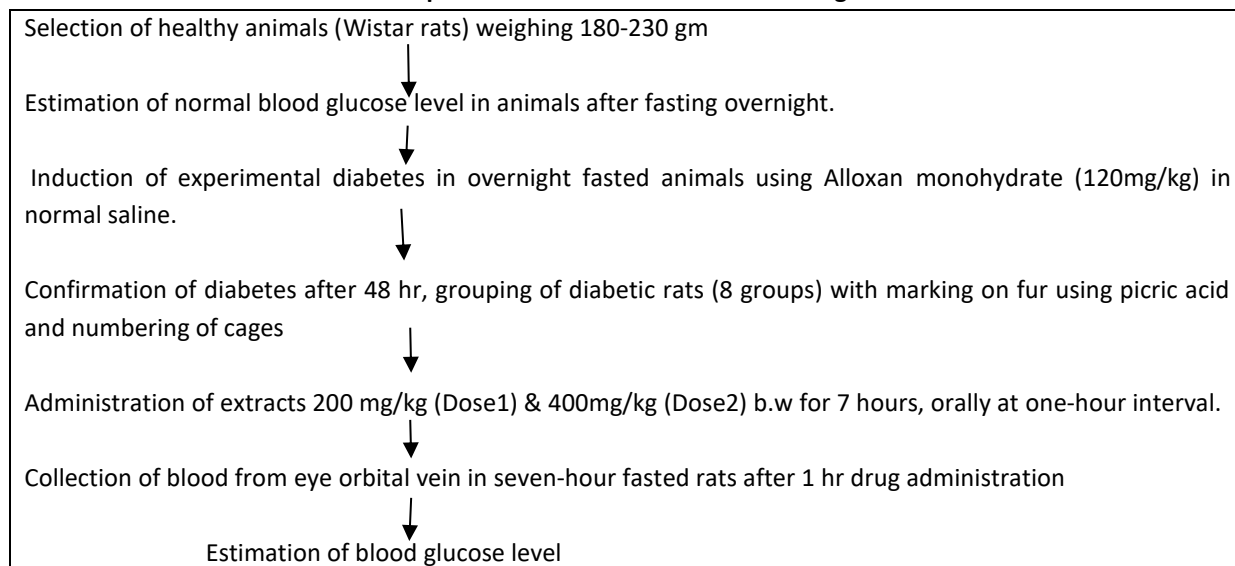 Selection of healthy animals (Wistar rats) weighing 180-230 gm
Estimation of normal blood glucose level in animals after fasting overnight.
Induction of experimental diabetes in overnight fasted animals using Alloxan monohydrate (120mg/kg) in
normal saline.
Confirmation of diabetes after 48 hr, grouping of diabetic rats (8 groups) with marking on fur using picric acid
and numbering of cages
Administration of extracts 200 mg/kg (Dose1) & 400mg/kg (Dose2) b.w for 7 hours, orally at one-hour interval.
Collection of blood from eye orbital vein in seven-hour fasted rats after 1 hr drug administration
Estimation of blood glucose level